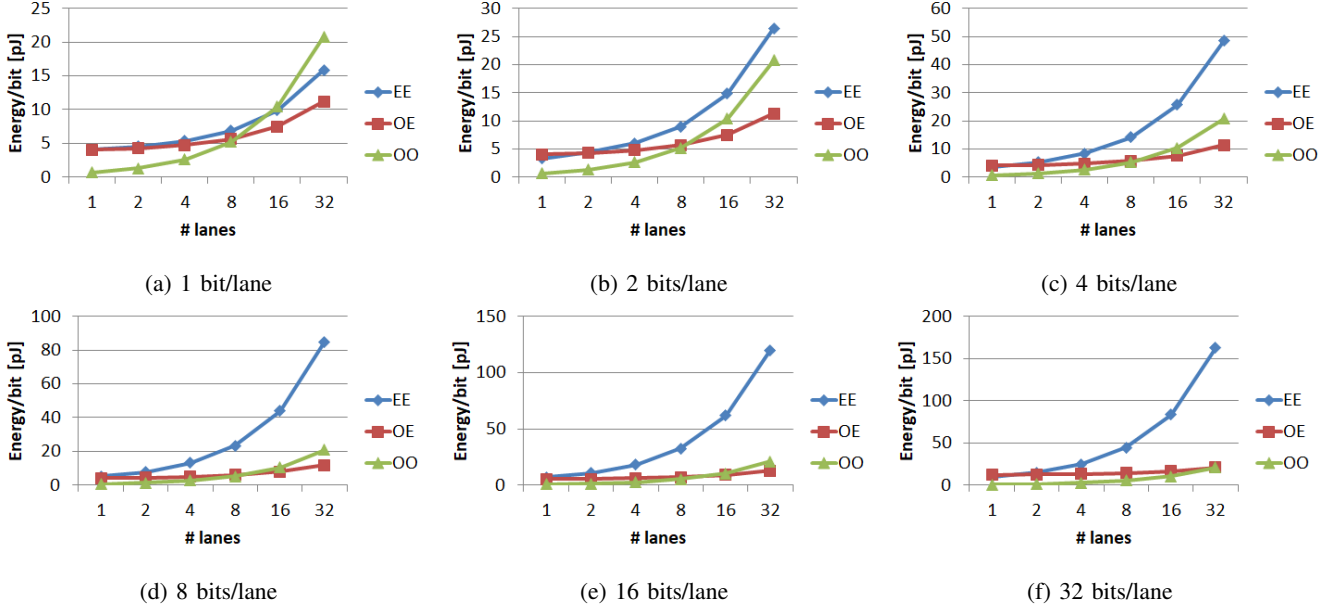 Energy/bit [pJ]
25
20
15
10
5
0
1 2 4 8 16 32
# lanes
EE
OE
OO
(a) 1 bit/lane
Energy/bit [pJ]
30
25
20
15
10
5
0
1 2 4 8 16 32
# lanes
EE
OE
OO
(b) 2 bits/lane
Energy/bit [pJ]
60
50
40
30
20
10
0
1 2 4 8 16 32
# lanes
EE
OE
OO
(c) 4 bits/lane
Energy/bit [pJ]
100
80
60
40
20
0
1 2 4 8 16 32
# lanes
EE
OE
OO
(d) 8 bits/lane
Energy/bit [pJ]
150
100
50
0
1 2 4 8 16 32
# lanes
EE
OE
OO
(e) 16 bits/lane
Energy/bit [pJ]
200
150
100
50
0
1 2 4 8 16 32
# lanes
EE
OE
OO
(f) 32 bits/lane